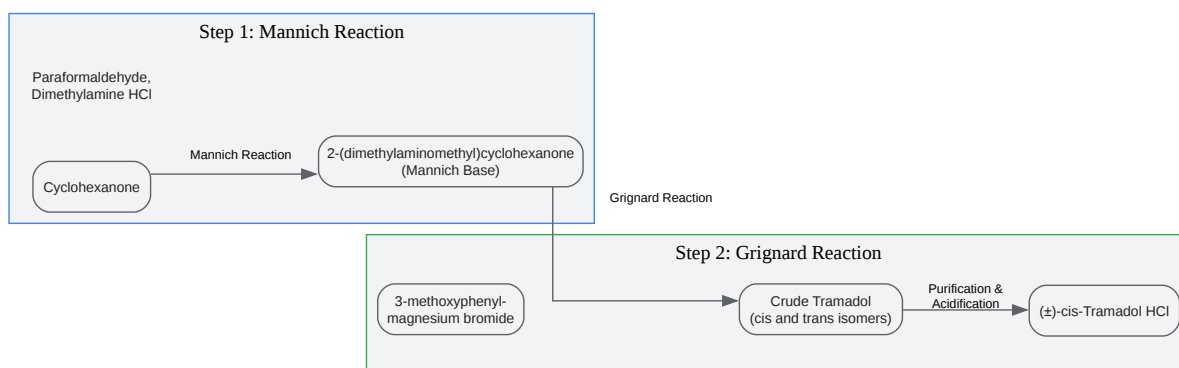 Step 1: Mannich Reaction
Paraformaldehyde,
Dimethylamine HCl
Mannich Reaction
2-(dimethylaminomethyl)cyclohexanone
(Mannich Base)
Cyclohexanone
Grignard Reaction
Step 2: Grignard Reaction
3-methoxyphenyl-
magnesium bromide
Crude Tramadol
(cis and trans isomers)
Purification &
Acidification
(±)-cis-Tramadol HCl